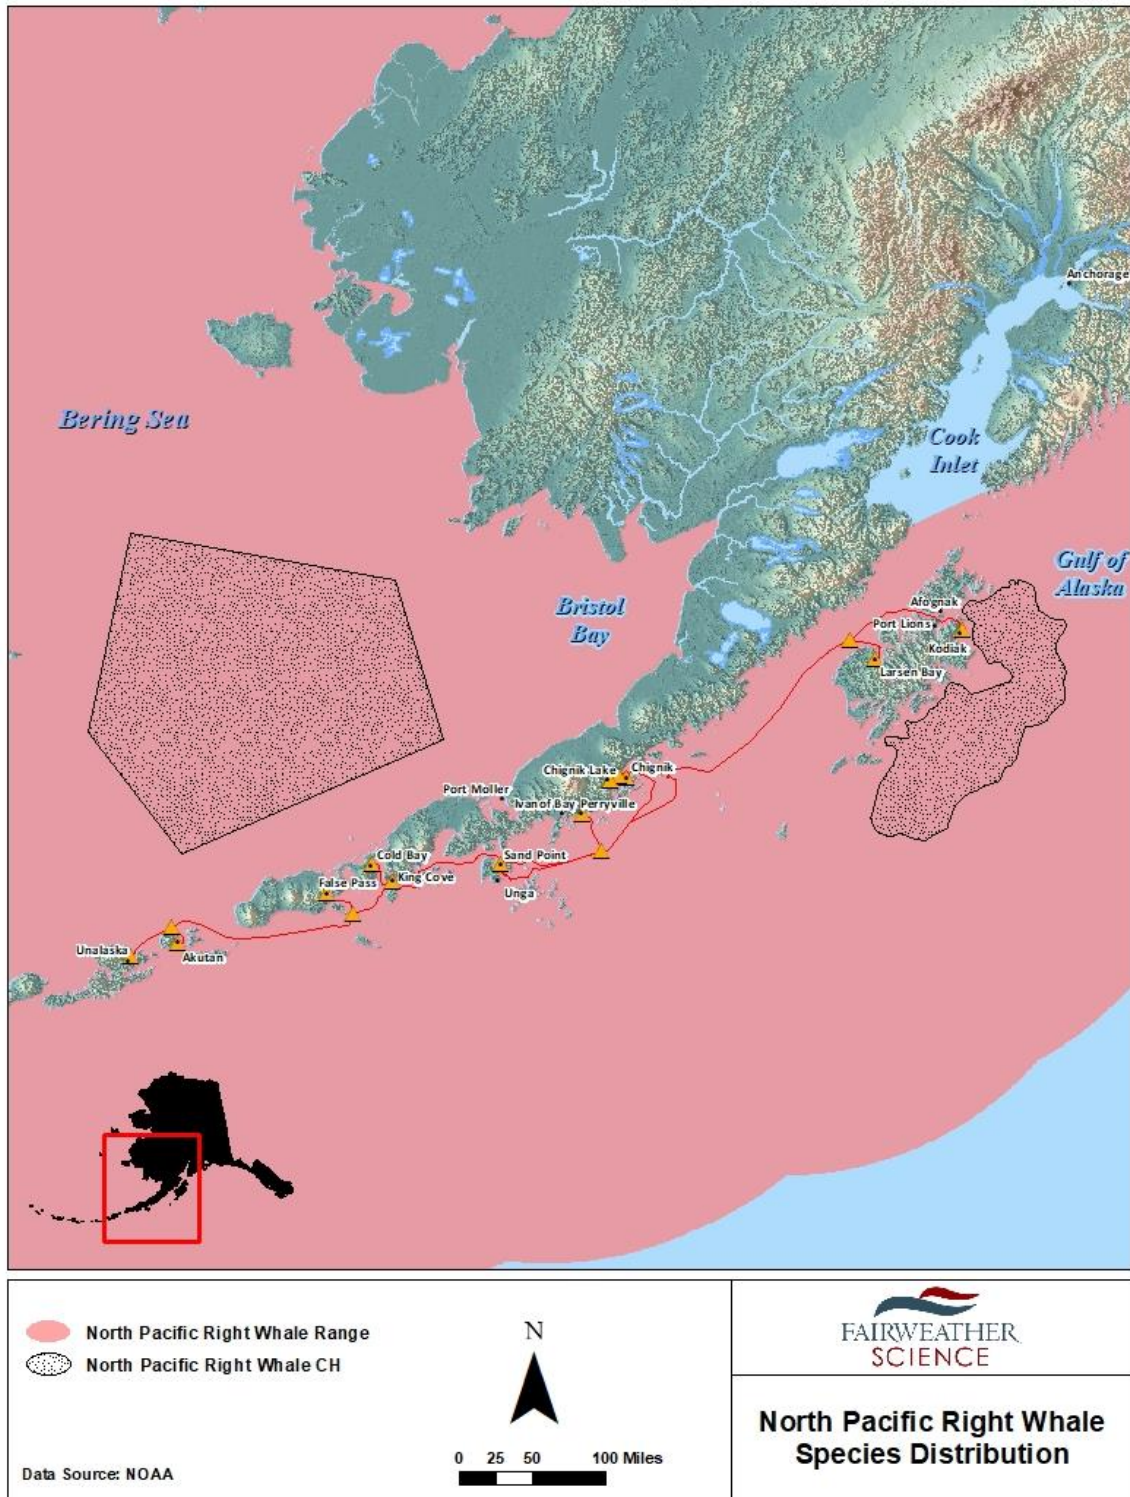 Anchorage
Bering Sea
Cook
Inlet
Gulf of
Alaska
Bristol
Bay
Afognak
Port Lions
Kodiak
Larsen Bay
Chignik Lake
Chignik
Port Moller
Ivanof Bay
Perryville
Cold Bay
Sand Point
False Pass
King Cove
Unga
Unalaska
Akutan
North Pacific Right Whale Range
North Pacific Right Whale CH
Data Source: NOAA
N
0 25 50 100 Miles
FAIRWEATHER
SCIENCE
North Pacific Right Whale
Species Distribution